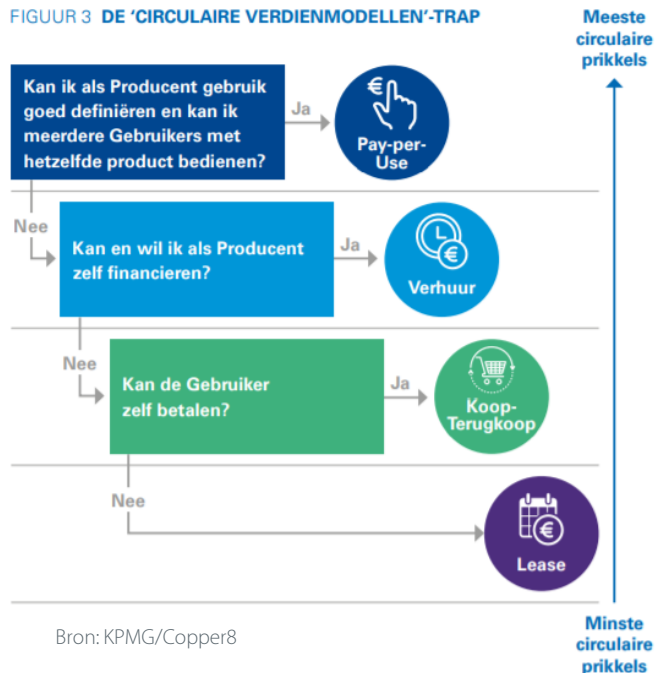 FIGUUR 3 DE ‘CIRCULAIRE VERDIENMODELLEN’-TRAP
Meeste
circulaire
prikkels
Kan ik als Producent gebruik
goed definiëren en kan ik
meerdere Gebruikers met
hetzelfde product bedienen?
Ja
€
Pay-per-
Use
Nee
Kan en wil ik als Producent
zelf financieren?
Ja
€
Verhuur
Nee
Kan de Gebruiker
zelf betalen?
Ja
Koop-
Terugkoop
Nee
€
Lease
Bron: KPMG/Copper8
Minste
circulaire
prikkels